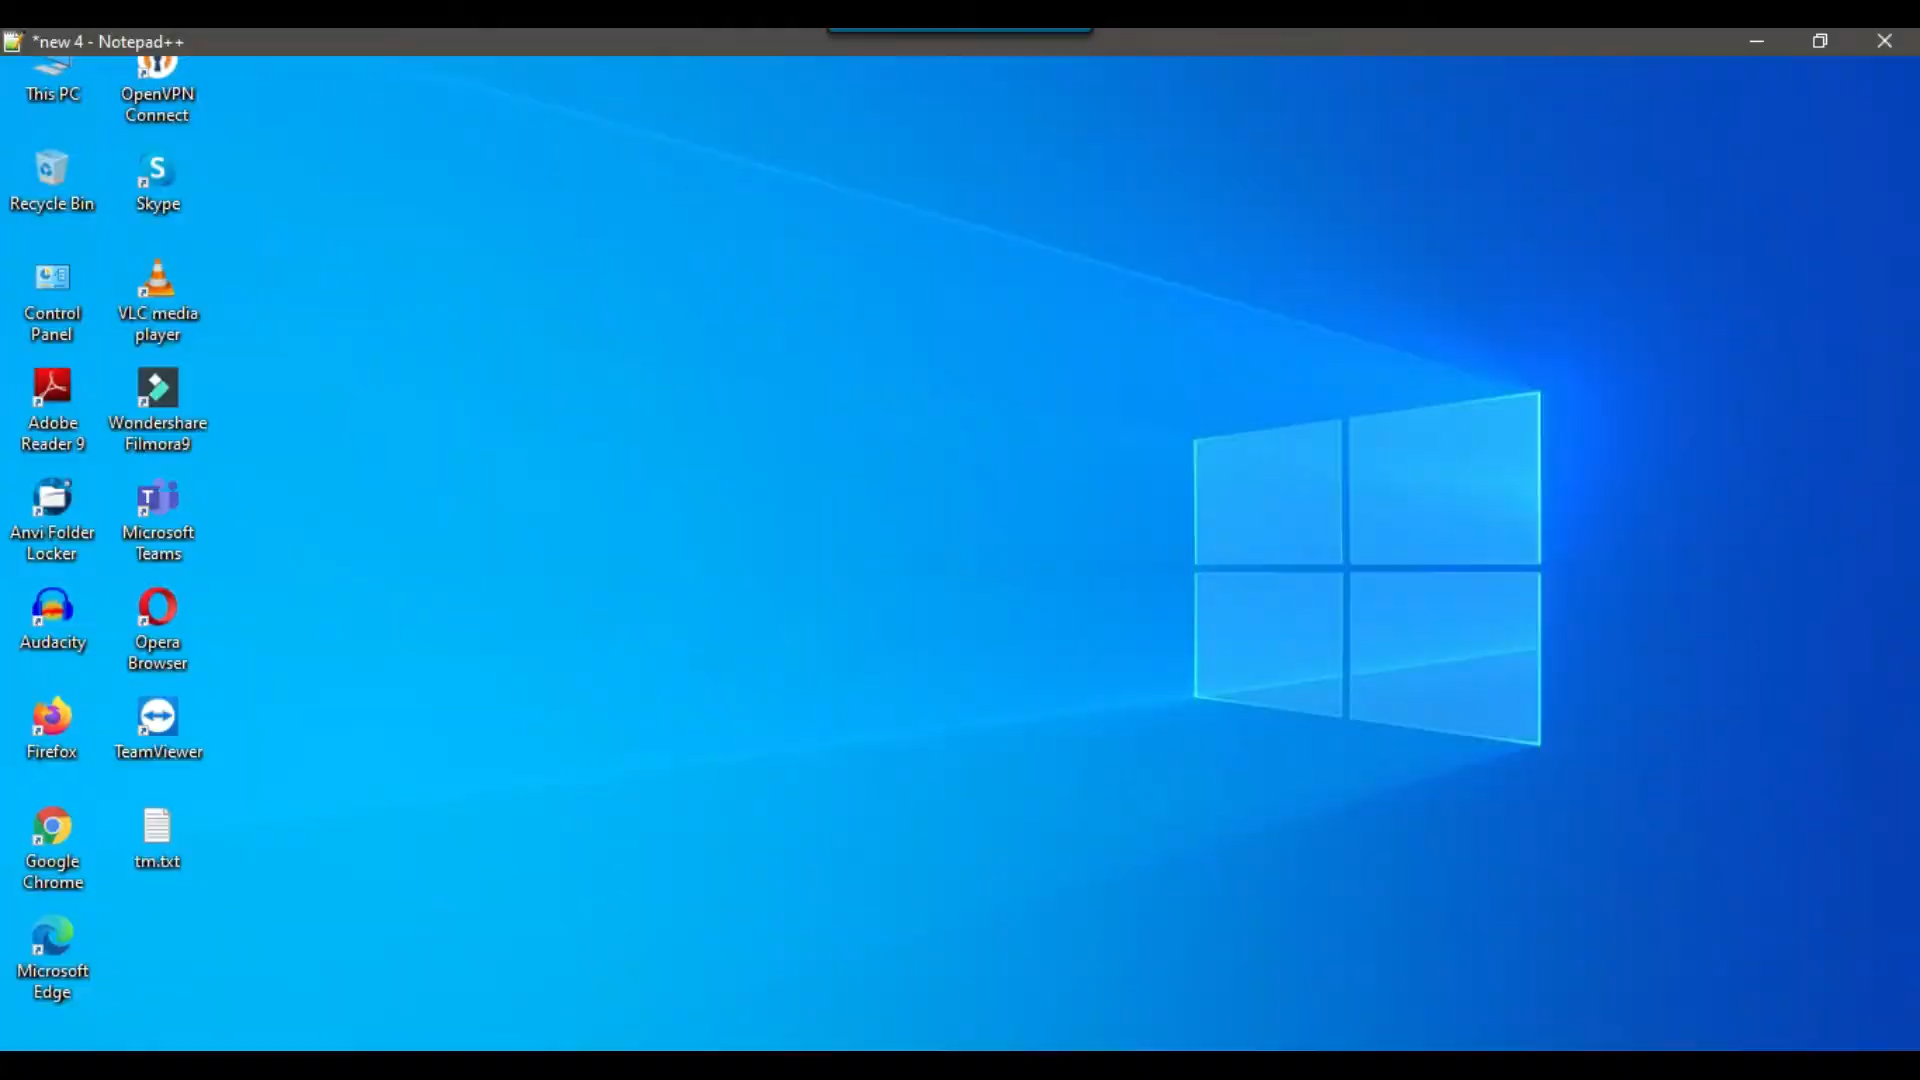 *new 4 - Notepad++
This PC
OpenVPN
Connect
Recycle Bin
Skype
Control
Panel
VLC media
player
Adobe
Reader 9
Wondershare
Filmora9
Anvi Folder
Locker
Microsoft
Teams
Audacity
Opera
Browser
Firefox
TeamViewer
Google
Chrome
tm.txt
Microsoft
Edge